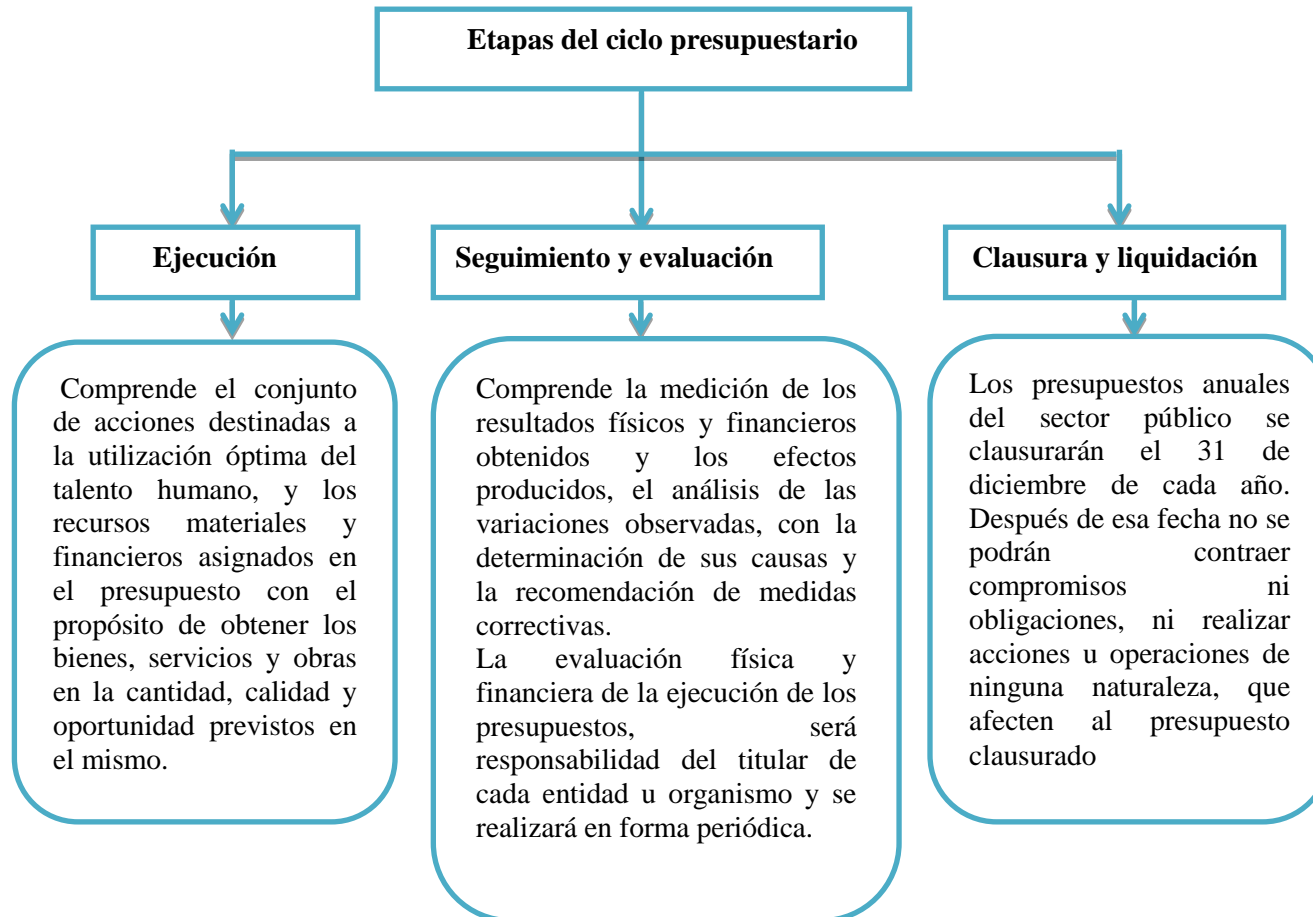 Etapas del ciclo presupuestario
Ejecución
Seguimiento y evaluación
Clausura y liquidación
Comprende el conjunto
de acciones destinadas a
la utilización óptima del
talento humano, y los
recursos materiales y
financieros asignados en
el presupuesto con el
propósito de obtener los
bienes, servicios y obras
en la cantidad, calidad y
oportunidad previstos en
el mismo.
Comprende la medición de los
resultados físicos y financieros
obtenidos y los efectos
producidos, el análisis de las
variaciones observadas, con la
determinación de sus causas y
la recomendación de medidas
correctivas.
La evaluación física y
financiera de la ejecución de los
presupuestos, será
responsabilidad del titular de
cada entidad u organismo y se
realizará en forma periódica.
Los presupuestos anuales
del sector público se
clausurarán el 31 de
diciembre de cada año.
Después de esa fecha no se
podrán contraer
compromisos ni
obligaciones, ni realizar
acciones u operaciones de
ninguna naturaleza, que
afecten al presupuesto
clausurado